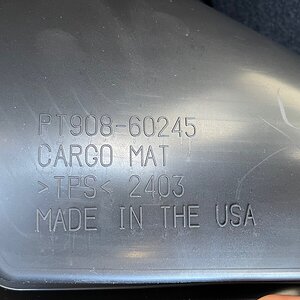 PT908-60245
CARGO MAT
>TPS< 2403
MADE IN THE USA